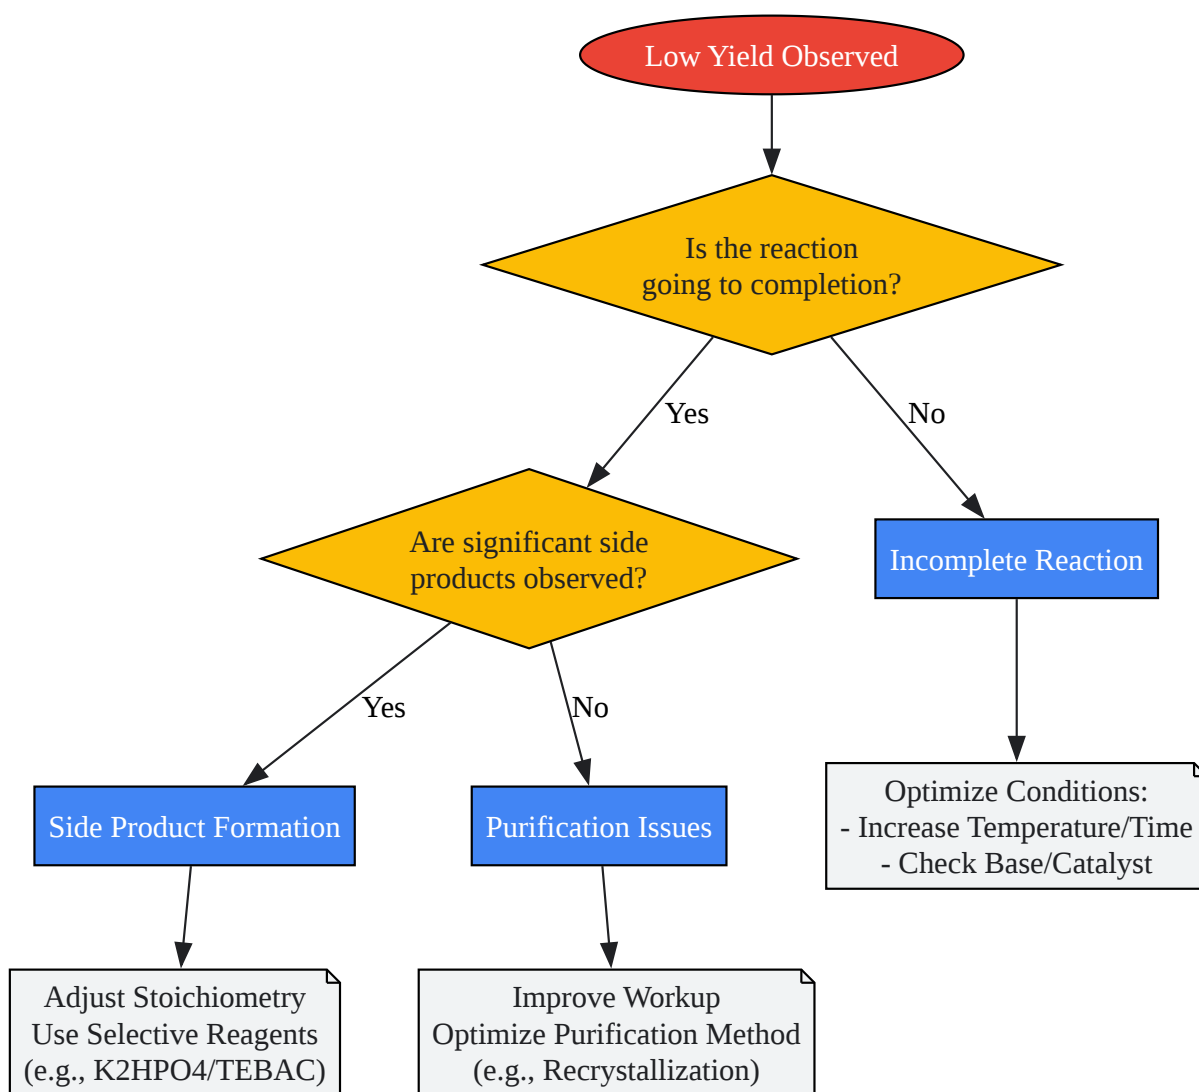 Low Yield Observed
Is the reaction
going to completion?
Yes
No
Are significant side
products observed?
Incomplete Reaction
Yes
No
Optimize Conditions:
- Increase Temperature/Time
- Check Base/Catalyst
Side Product Formation
Purification Issues
Adjust Stoichiometry
Use Selective Reagents
(e.g., K2HPO4/TEBAC)
Improve Workup
Optimize Purification Method
(e.g., Recrystallization)